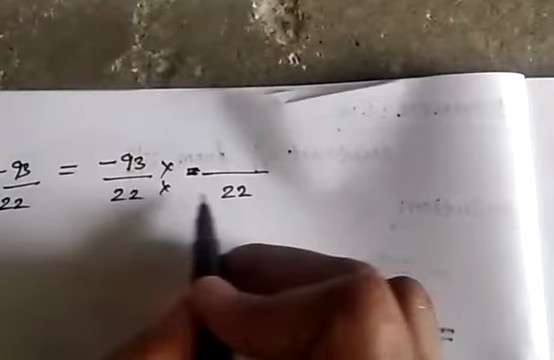 -93/22 = -93/22 × = /22
=